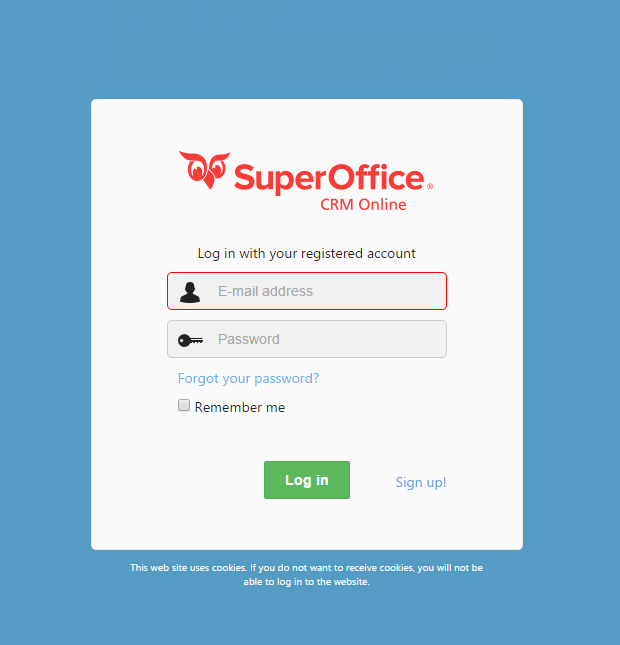 SuperOffice®
CRM Online
Log in with your registered account
E-mail address
Password
Forgot your password?
Remember me
Log in
Sign up!
This web site uses cookies. If you do not want to receive cookies, you will not be
able to log in to the website.